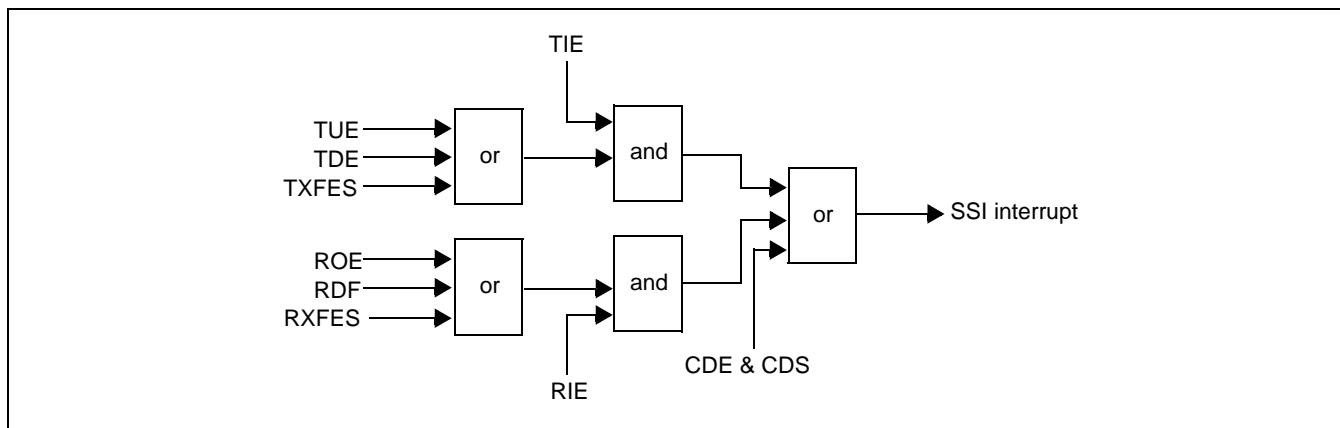 TIE
TUE
TDE
TXFES
or
and
or
SSI interrupt
ROE
RDF
RXFES
or
and
CDE & CDS
RIE